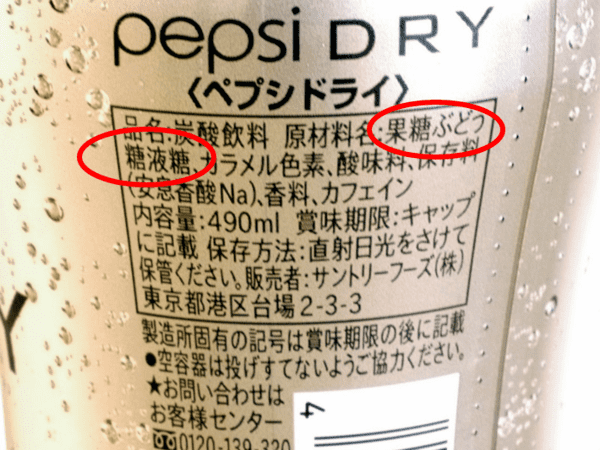 pepsi DRY
〈ペプシドライ〉
品名:炭酸飲料 原材料名:果糖ぶどう
糖液糖、カラメル色素、酸味料、保存料
(安息香酸Na)、香料、カフェイン
内容量:490ml 賞味期限:キャップ
に記載 保存方法:直射日光をさけて
保管ください。販売者:サントリーフーズ(株)
東京都港区台場2-3-3
製造所固有の記号は賞味期限の後に記載
●空容器は投げすてないようご協力ください。
★お問い合わせは
お客様センター
0120-139-320
4
Y